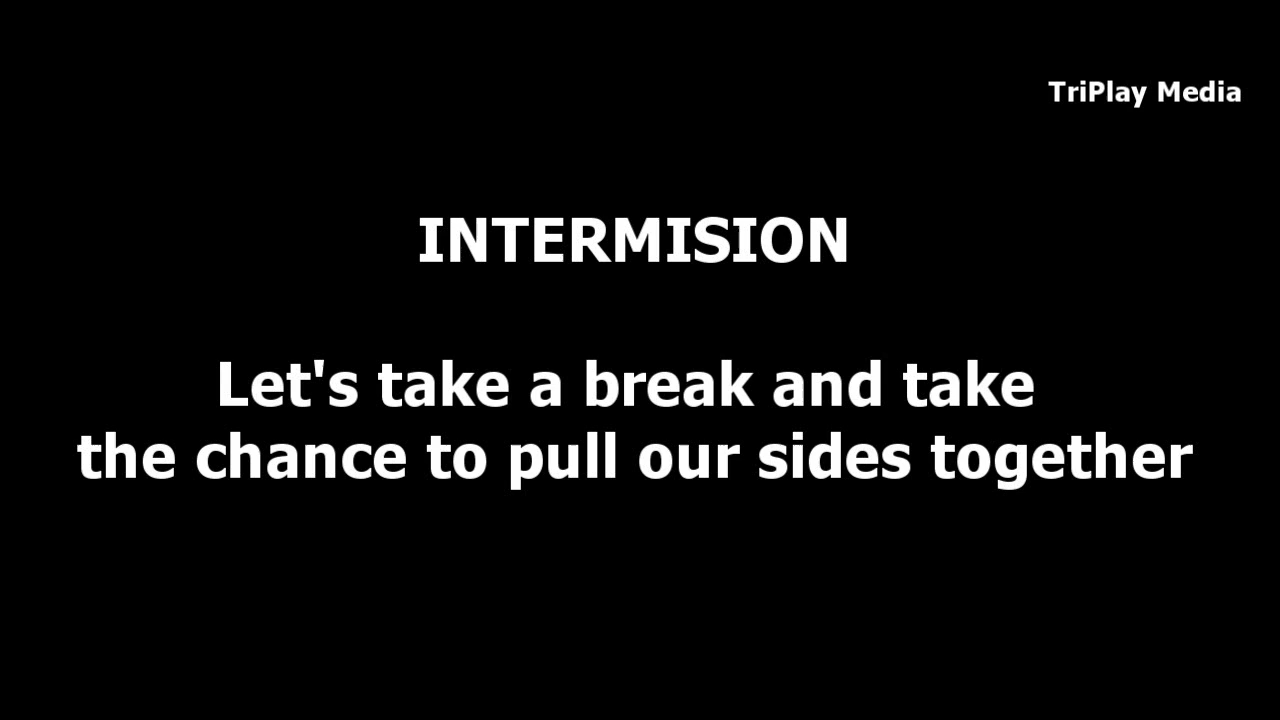 TriPlay Media
INTERMISION
Let's take a break and take
the chance to pull our sides together